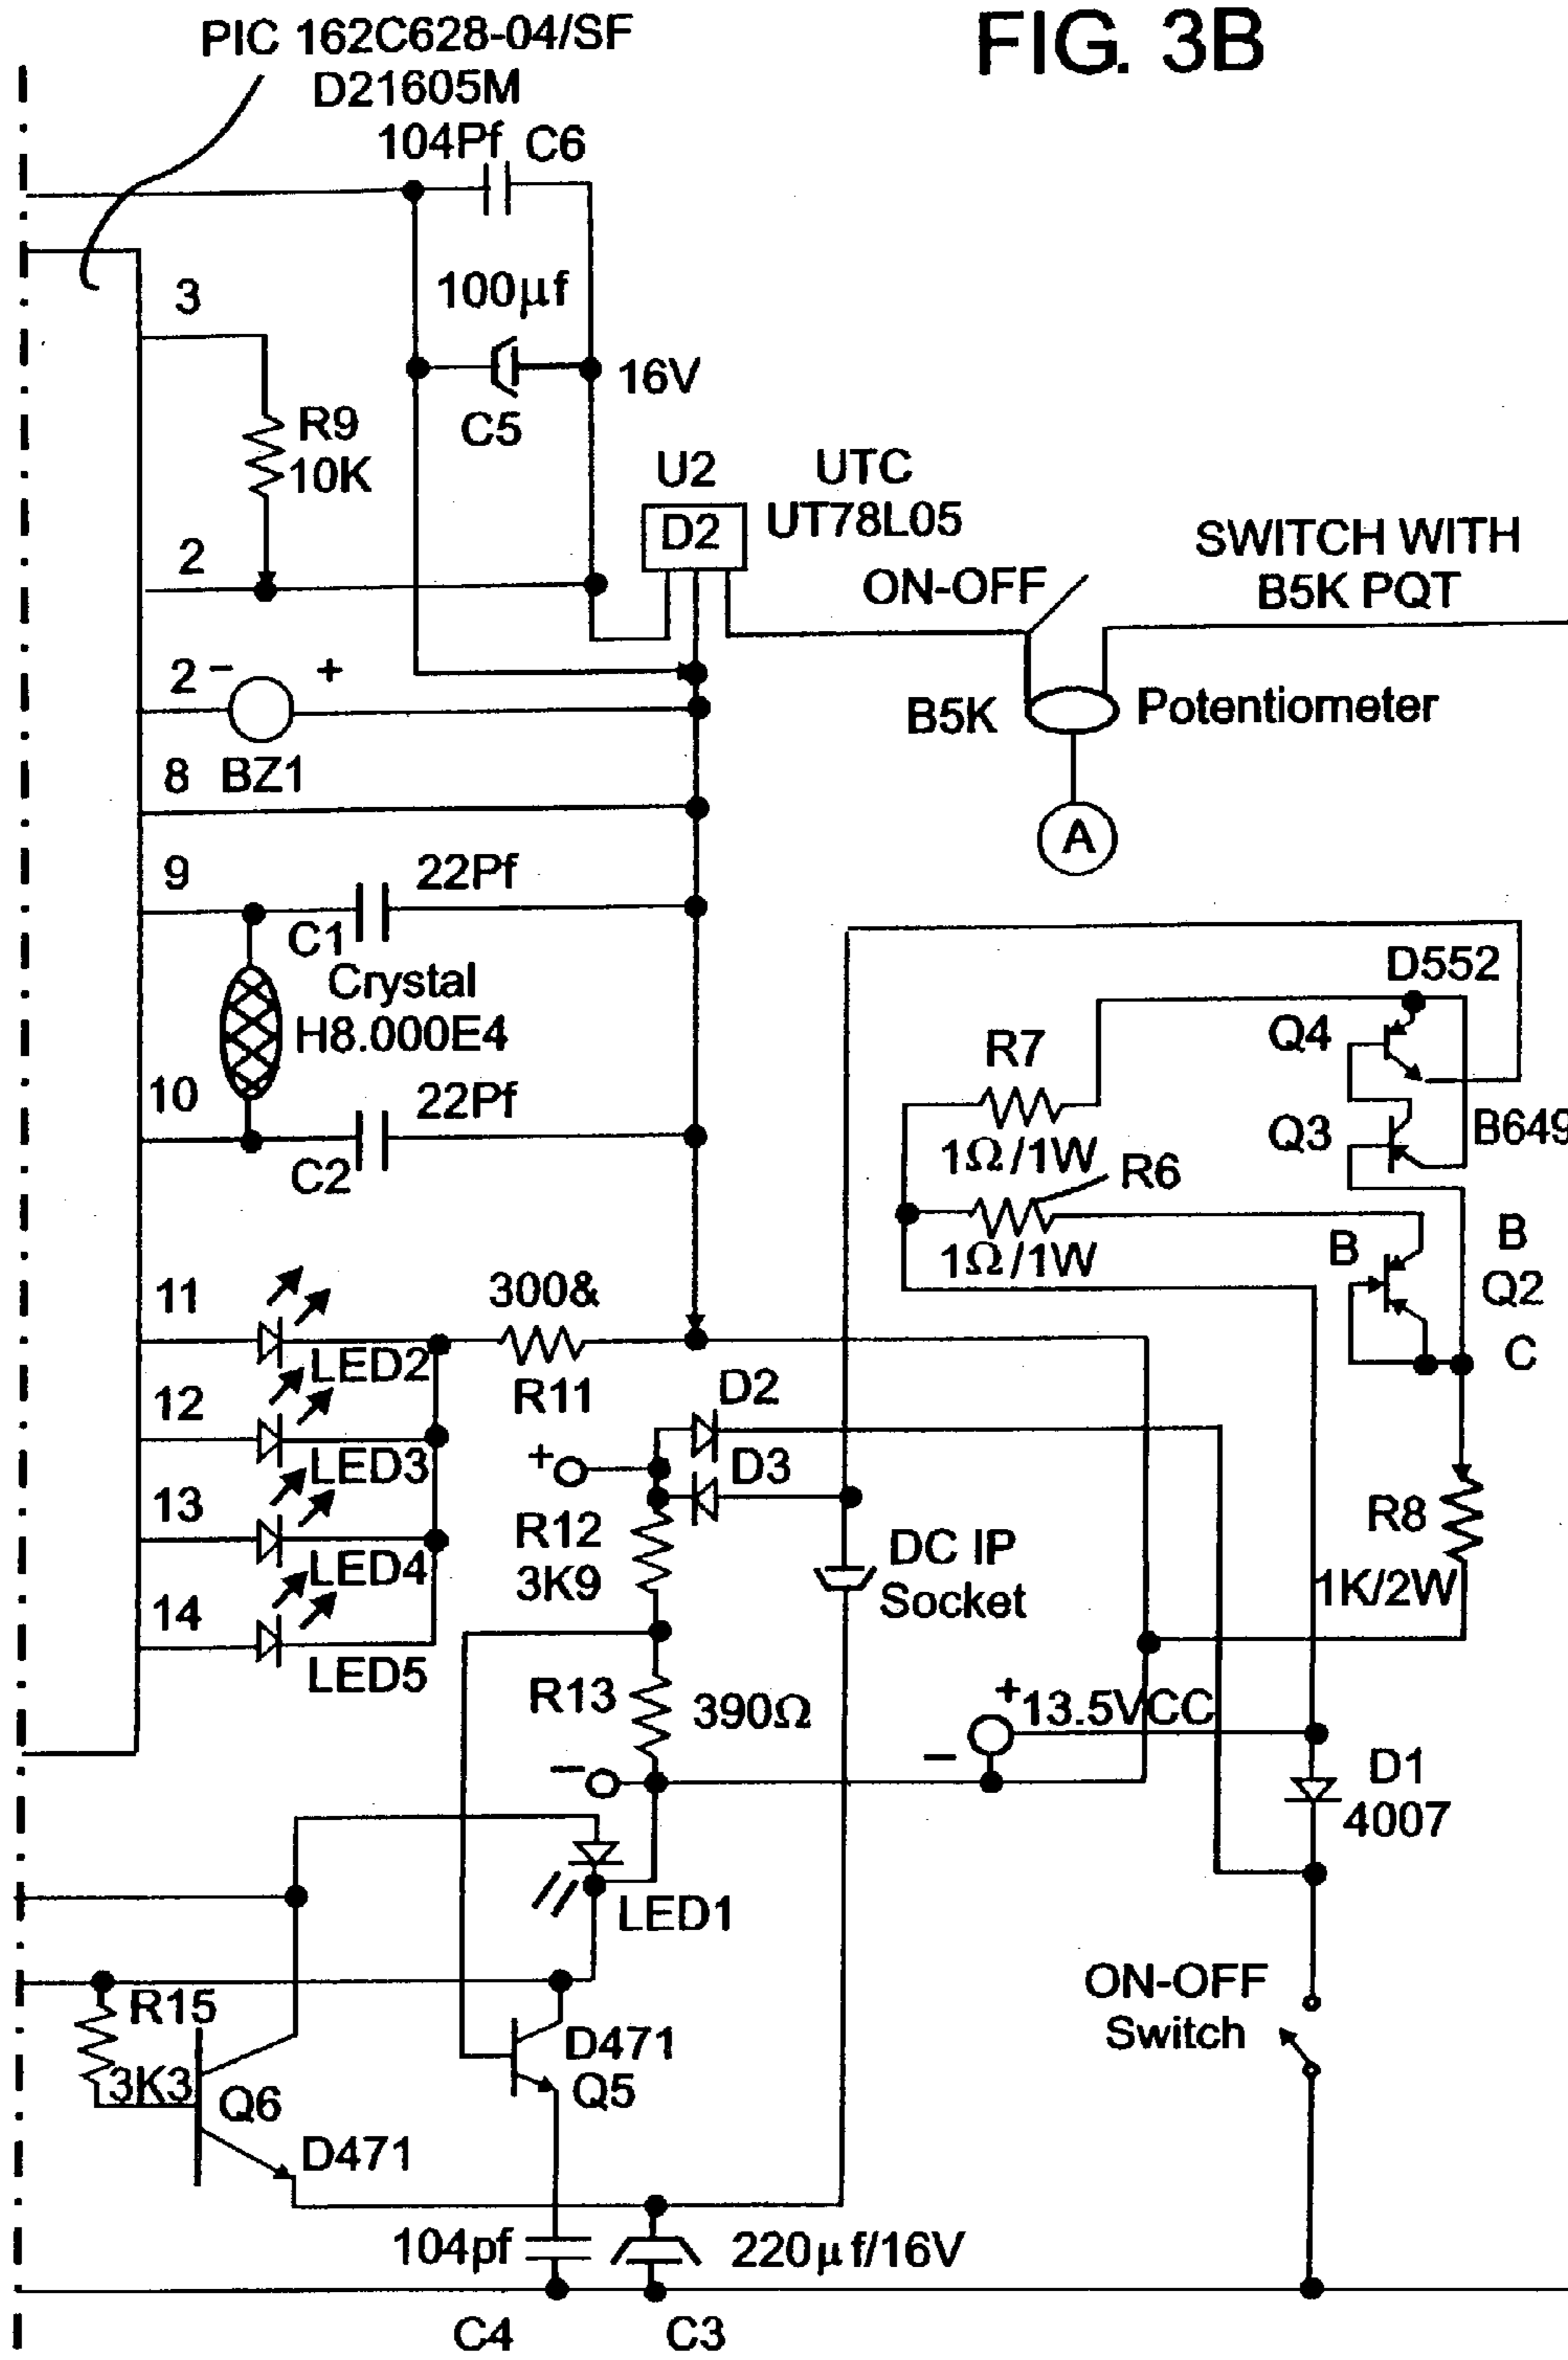 FIG. 3B
PIC 162C628-04/SF
D21605M
104Pf C6
3
100µf
16V
C5
R9
10K
U2
UTC
UT78L05
D2
2
ON-OFF
SWITCH WITH
B5K PQT
2
−
+
B5K
Potentiometer
8
BZ1
A
9
22Pf
C1
Crystal
H8.000E4
D552
Q4
R7
10
22Pf
C2
1Ω/1W
Q3
B649
R6
1Ω/1W
B
B
Q2
C
11
300&
LED2
R11
12
D2
+
LED3
D3
13
R12
3K9
DC IP
Socket
R8
1K/2W
LED4
14
LED5
R13
390Ω
+
13.5VCC
−
−
D1
4007
LED1
R15
3K3
Q6
D471
D471
Q5
ON-OFF
Switch
104pf
220µf/16V
C4
C3